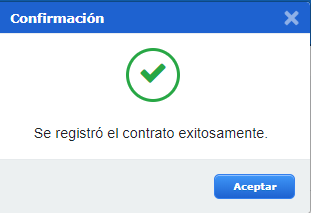 Confirmación
Se registró el contrato exitosamente.
Aceptar